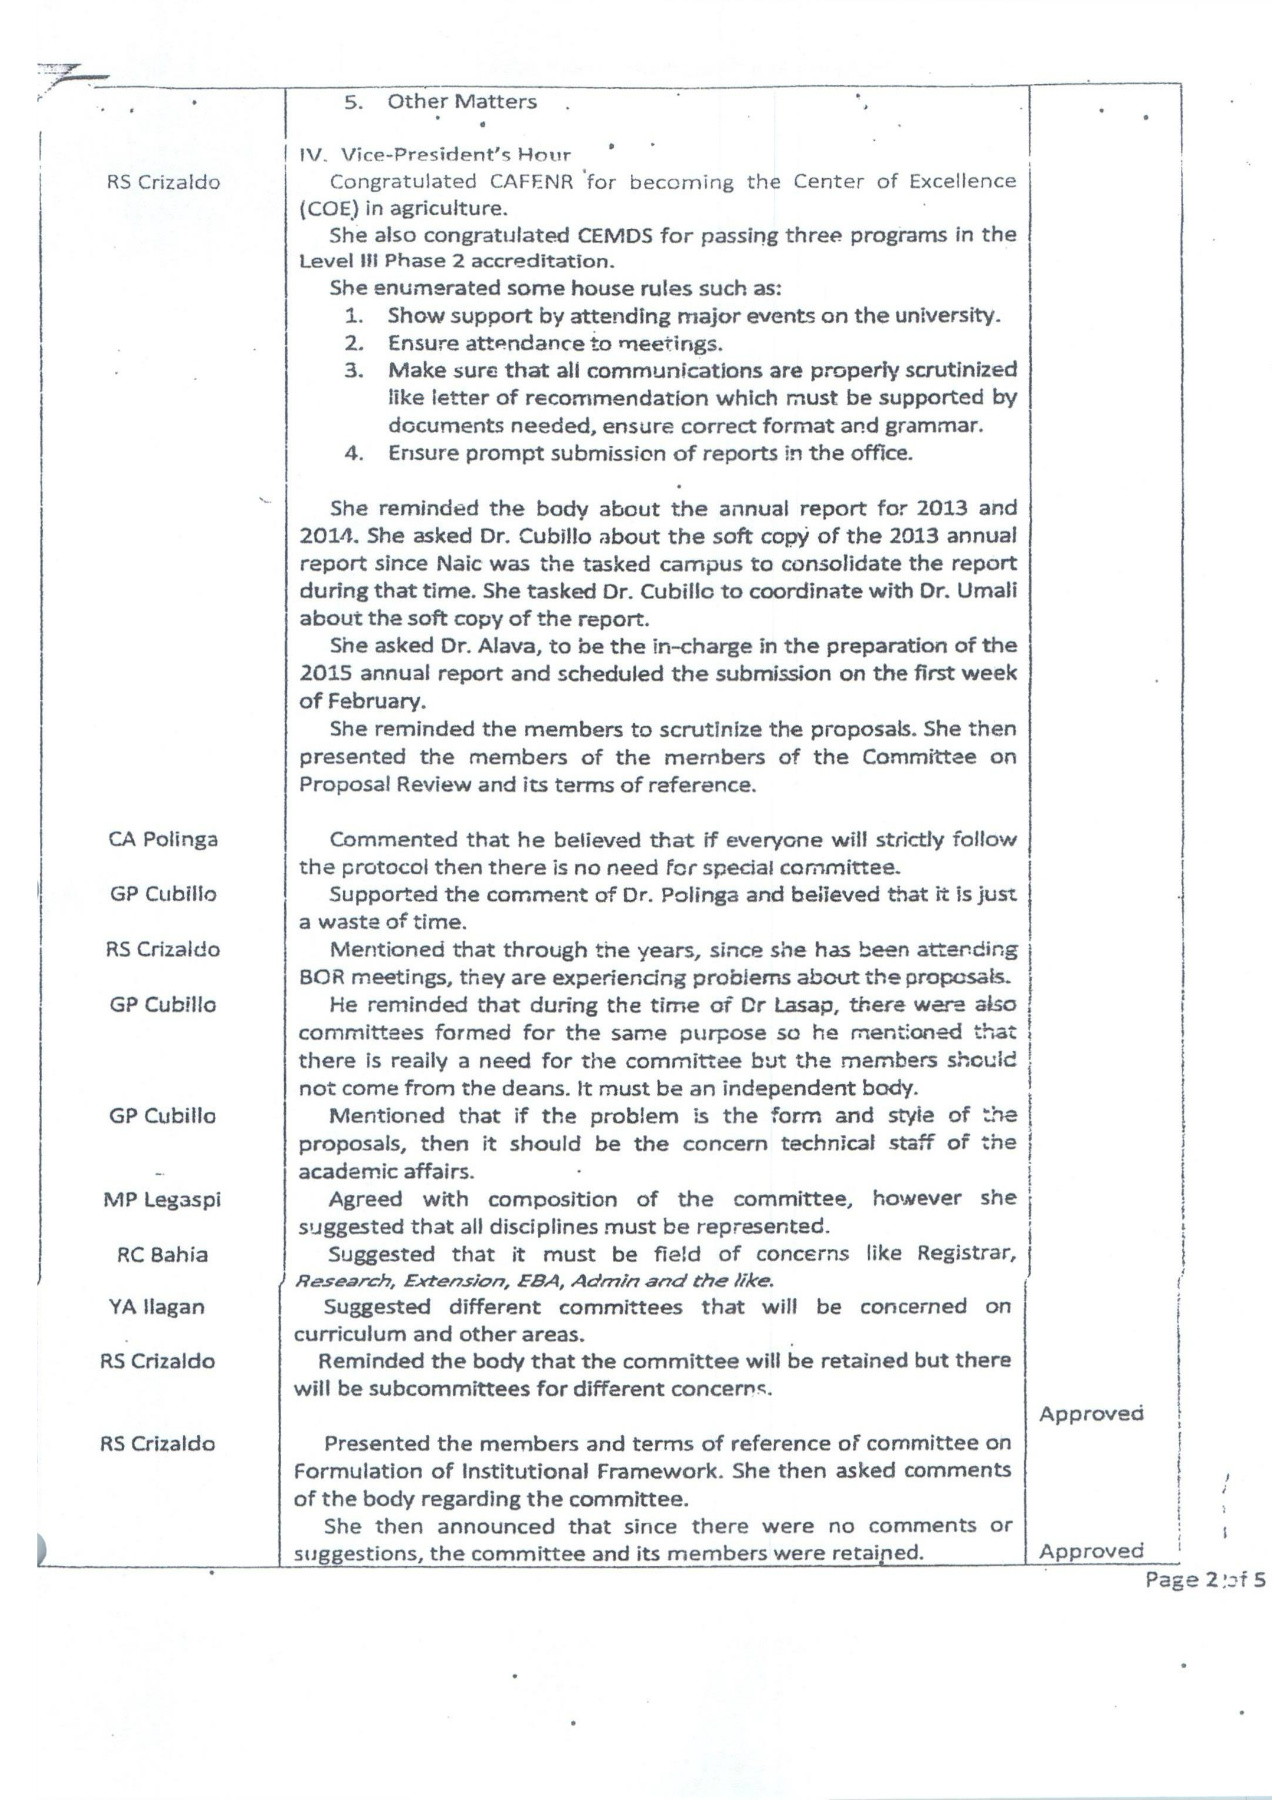 5. Other Matters
IV. Vice-President's Hour
RS Crizaldo
Congratulated CAFENR for becoming the Center of Excellence
(COE) in agriculture.
She also congratulated CEMDS for passing three programs in the
Level III Phase 2 accreditation.
She enumerated some house rules such as:
1. Show support by attending major events on the university.
2. Ensure attendance to meetings.
3. Make sure that all communications are properly scrutinized
like letter of recommendation which must be supported by
documents needed, ensure correct format and grammar.
4. Ensure prompt submission of reports in the office.
She reminded the body about the annual report for 2013 and
2014. She asked Dr. Cubillo about the soft copy of the 2013 annual
report since Naic was the tasked campus to consolidate the report
during that time. She tasked Dr. Cubillo to coordinate with Dr. Umali
about the soft copy of the report.
She asked Dr. Alava, to be the in-charge in the preparation of the
2015 annual report and scheduled the submission on the first week
of February.
She reminded the members to scrutinize the proposals. She then
presented the members of the members of the Committee on
Proposal Review and its terms of reference.
CA Polinga
Commented that he believed that if everyone will strictly follow
the protocol then there is no need for special committee.
GP Cubillo
Supported the comment of Dr. Polinga and believed that it is just
a waste of time.
RS Crizaldo
Mentioned that through the years, since she has been attending
BOR meetings, they are experiencing problems about the proposals.
GP Cubillo
He reminded that during the time of Dr Lasap, there were also
committees formed for the same purpose so he mentioned that
there is really a need for the committee but the members should
not come from the deans. It must be an independent body.
GP Cubillo
Mentioned that if the problem is the form and style of the
proposals, then it should be the concern technical staff of the
academic affairs.
MP Legaspi
Agreed with composition of the committee, however she
suggested that all disciplines must be represented.
RC Bahia
Suggested that it must be field of concerns like Registrar,
Research, Extension, EBA, Admin and the like.
YA Ilagan
Suggested different committees that will be concerned on
curriculum and other areas.
RS Crizaldo
Reminded the body that the committee will be retained but there
will be subcommittees for different concerns.
Approved
RS Crizaldo
Presented the members and terms of reference of committee on
Formulation of Institutional Framework. She then asked comments
of the body regarding the committee.
She then announced that since there were no comments or
suggestions, the committee and its members were retained.
Approved
Page 2 of 5